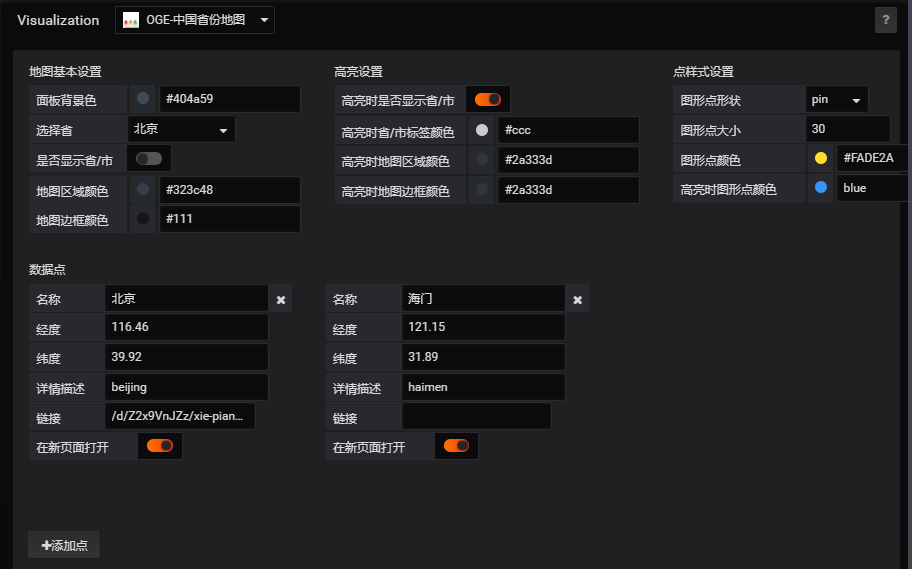 Visualization OGE-中国省份地图 ?
地图基本设置
面板背景色 #404a59
选择省 北京
是否显示省/市
地图区域颜色 #323c48
地图边框颜色 #111
高亮设置
高亮时是否显示省/市
高亮时省/市标签颜色 #ccc
高亮时地图区域颜色 #2a333d
高亮时地图边框颜色 #2a333d
点样式设置
图形点形状 pin
图形点大小 30
图形点颜色 #FADE2A
高亮时图形点颜色 blue
数据点
名称 北京
经度 116.46
纬度 39.92
详情描述 beijing
链接 /d/Z2x9VnJZz/xie-pian...
在新页面打开
名称 海门
经度 121.15
纬度 31.89
详情描述 haimen
链接
在新页面打开
添加点